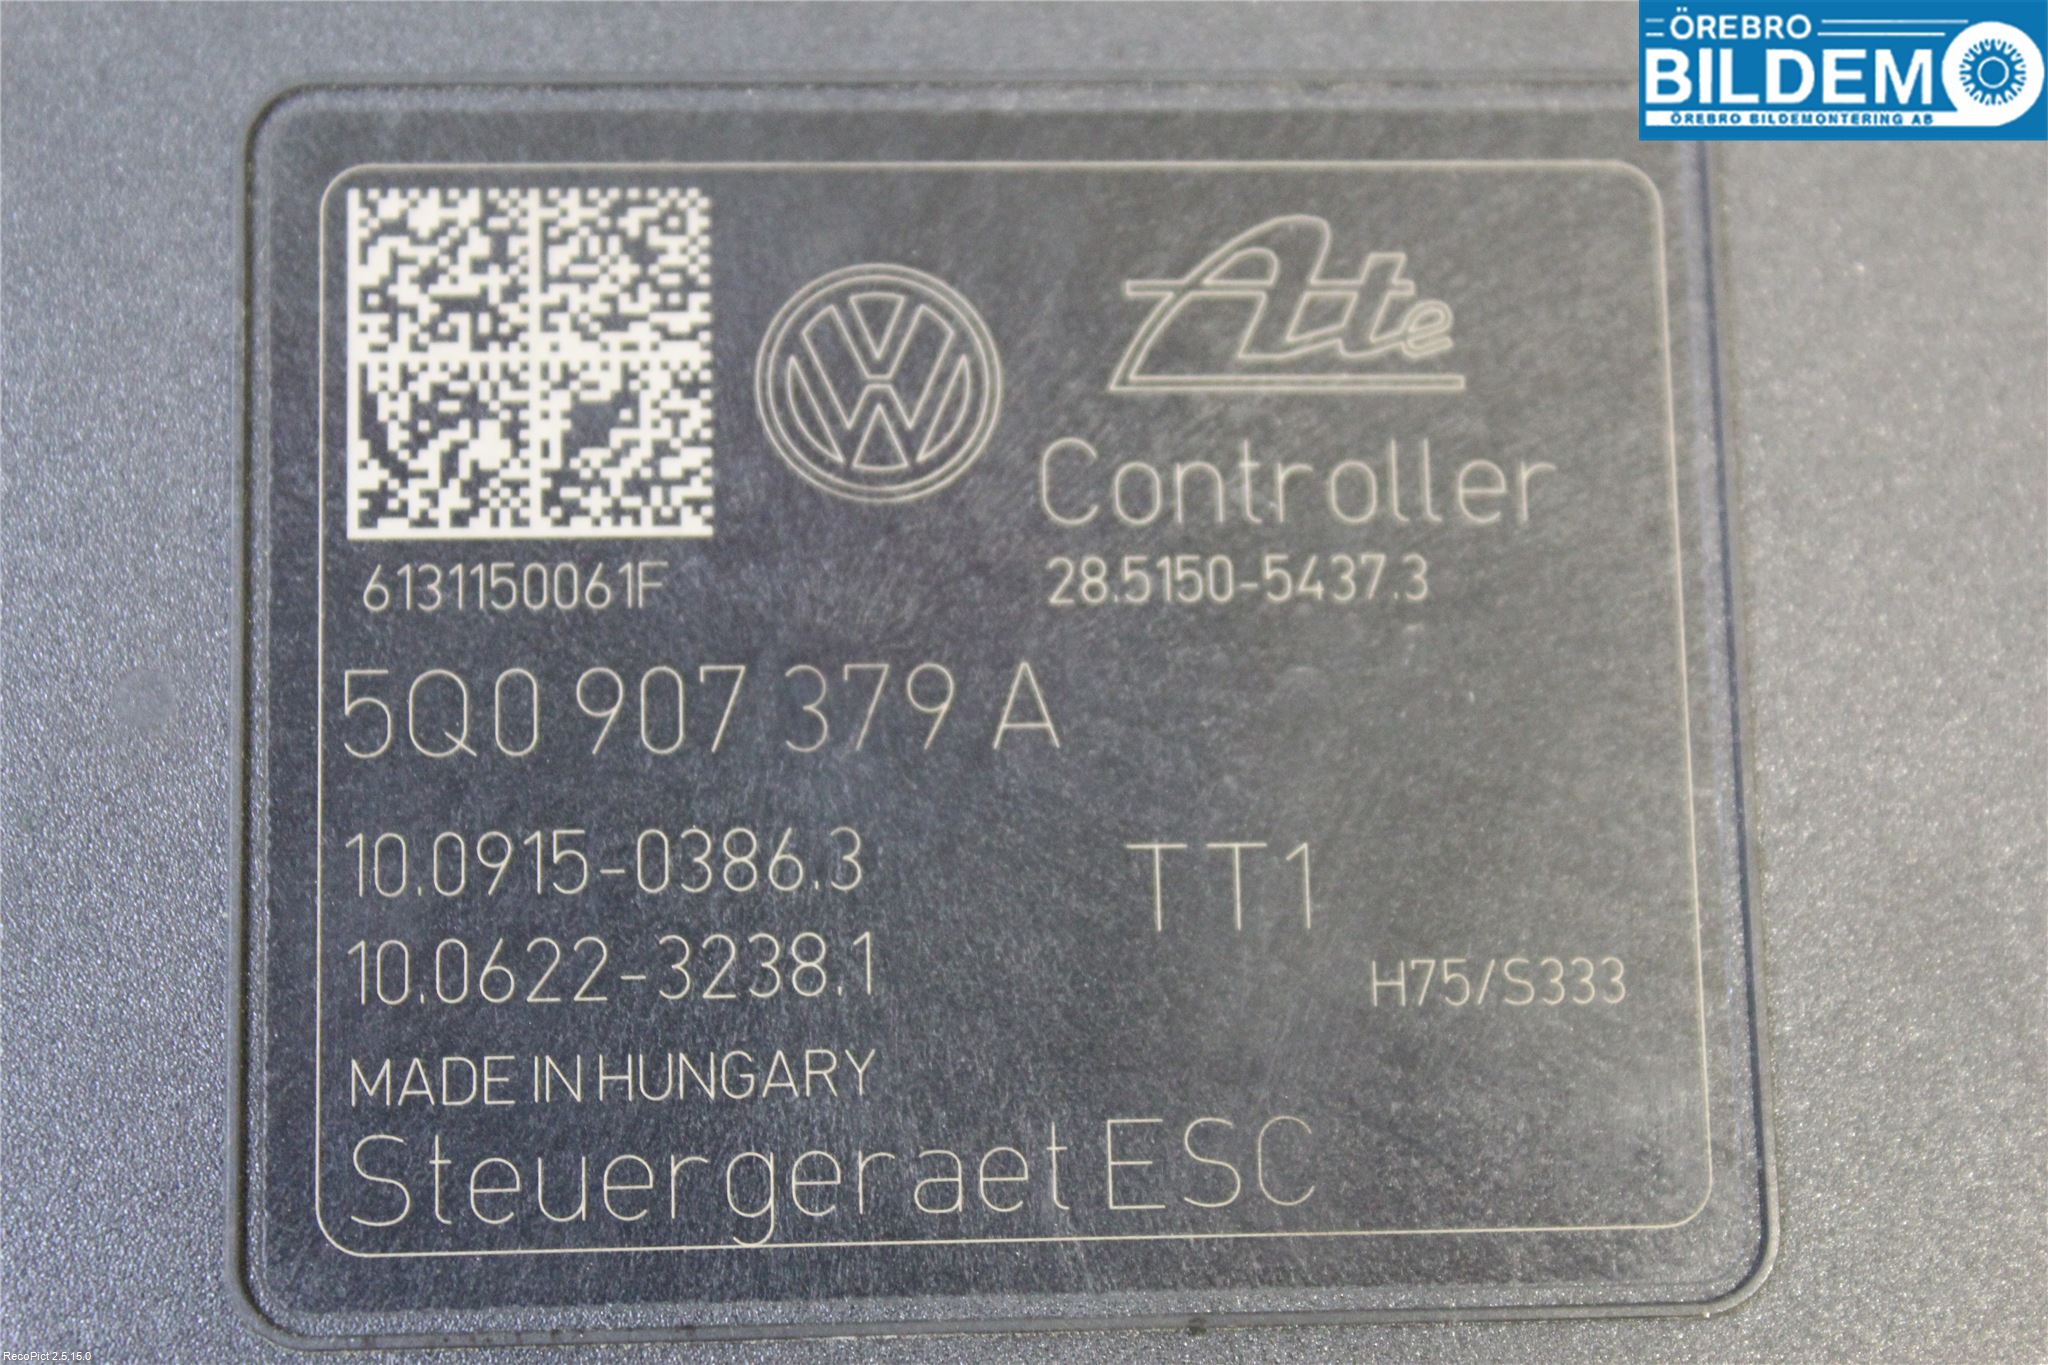 ÖREBRO
BILDEMO
ÖREBRO BILDEMONTERING AB
Ate
Controller
6131150061F
28.5150-5437.3
5Q0 907 379 A
10.0915-0386.3
TT1
10.0622-3238.1
H75/S333
MADE IN HUNGARY
Steuergeraet ESC
RecoPict 2.5.15.0